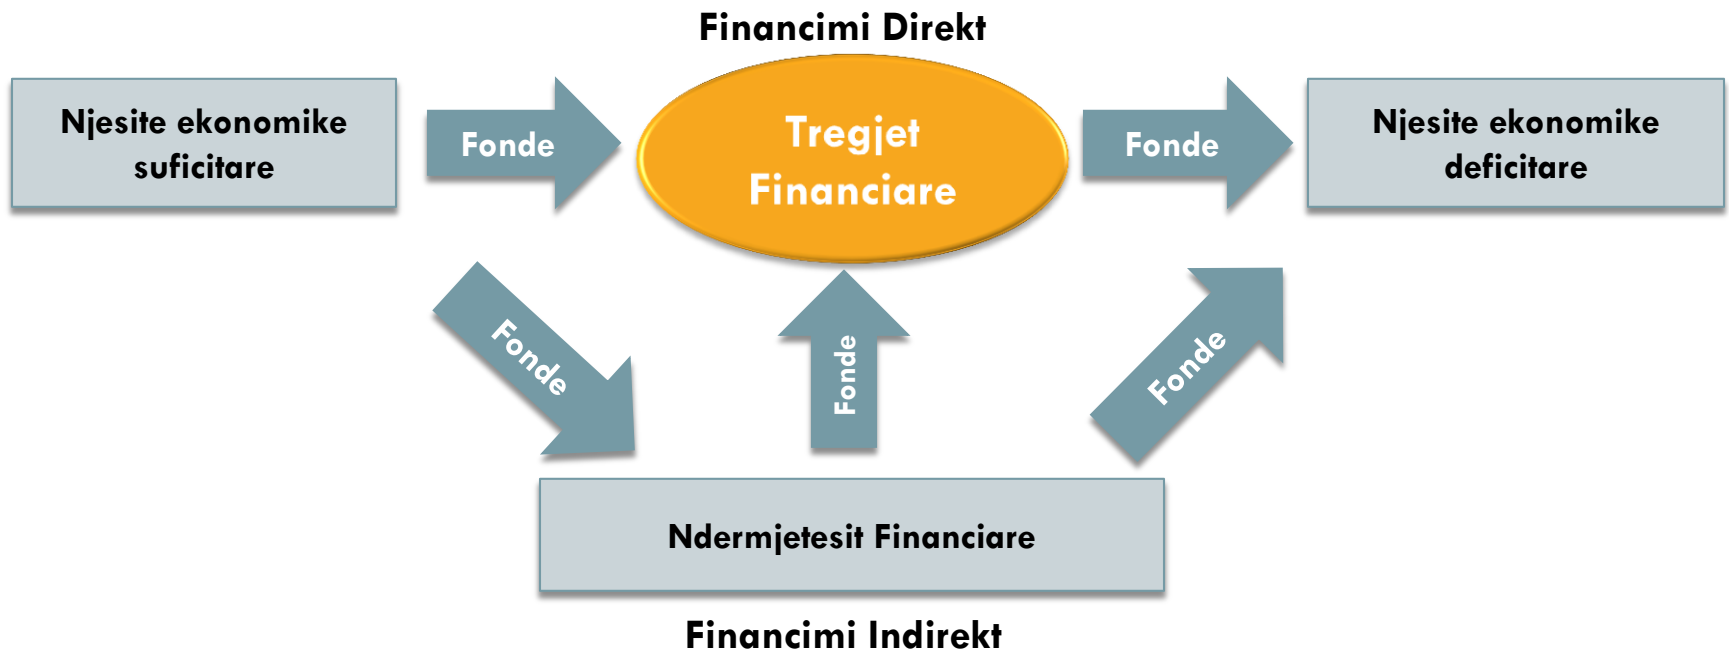 Financimi Direkt
Njesite ekonomike
suficitare
Fonde
Tregjet
Financiare
Fonde
Njesite ekonomike
deficitare
Fonde
Fonde
Fonde
Ndermjetesit Financiare
Financimi Indirekt